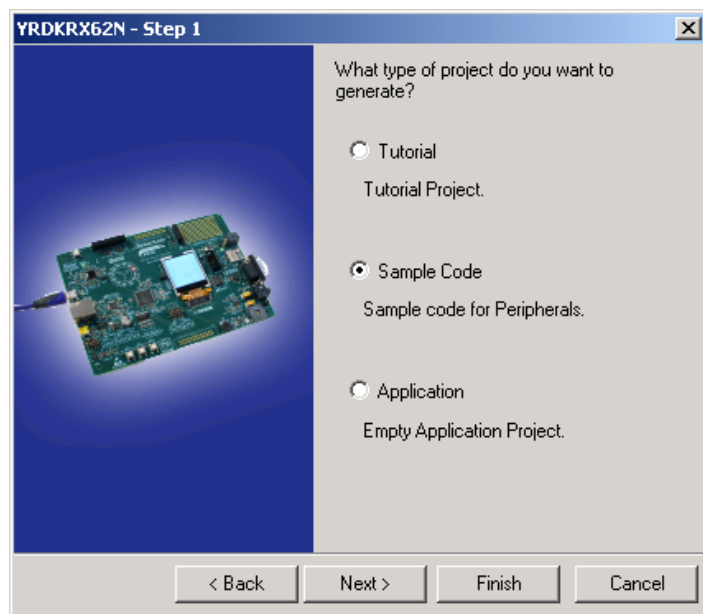 YRDKRX62N - Step 1
What type of project do you want to
generate?
Tutorial
Tutorial Project.
Sample Code
Sample code for Peripherals.
Application
Empty Application Project.
< Back
Next >
Finish
Cancel